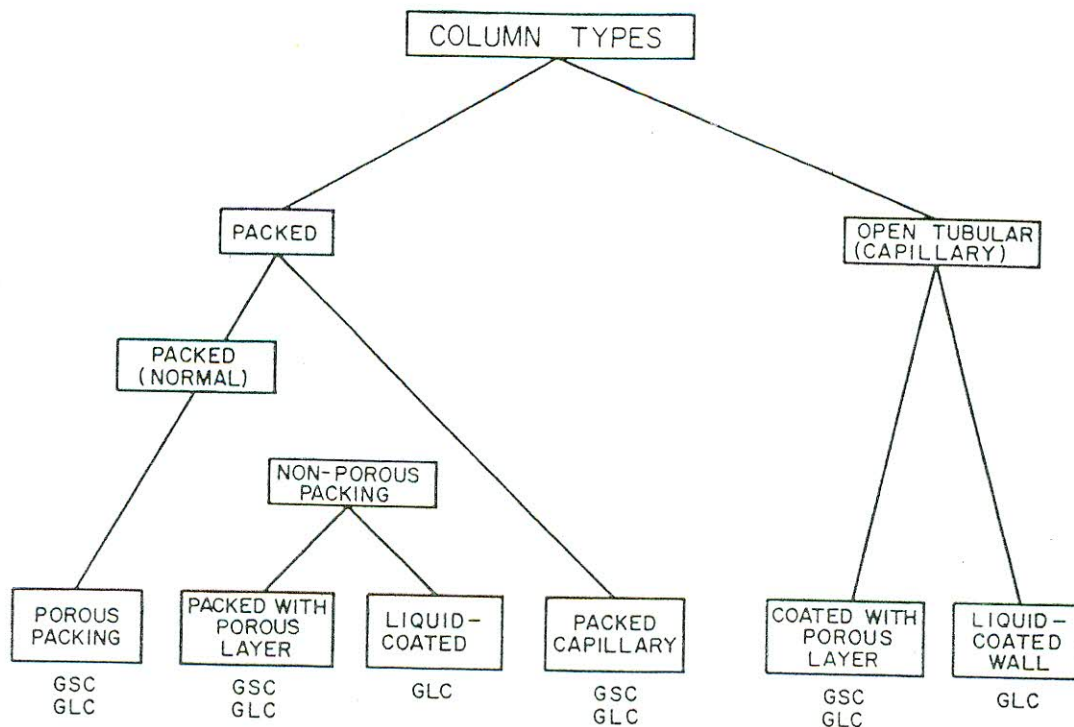 COLUMN TYPES
PACKED
OPEN TUBULAR
(CAPILLARY)
PACKED
(NORMAL)
NON-POROUS
PACKING
POROUS
PACKING
PACKED WITH
POROUS
LAYER
LIQUID-
COATED
PACKED
CAPILLARY
COATED WITH
POROUS
LAYER
LIQUID-
COATED
WALL
GSC
GLC
GSC
GLC
GLC
GSC
GLC
GSC
GLC
GLC